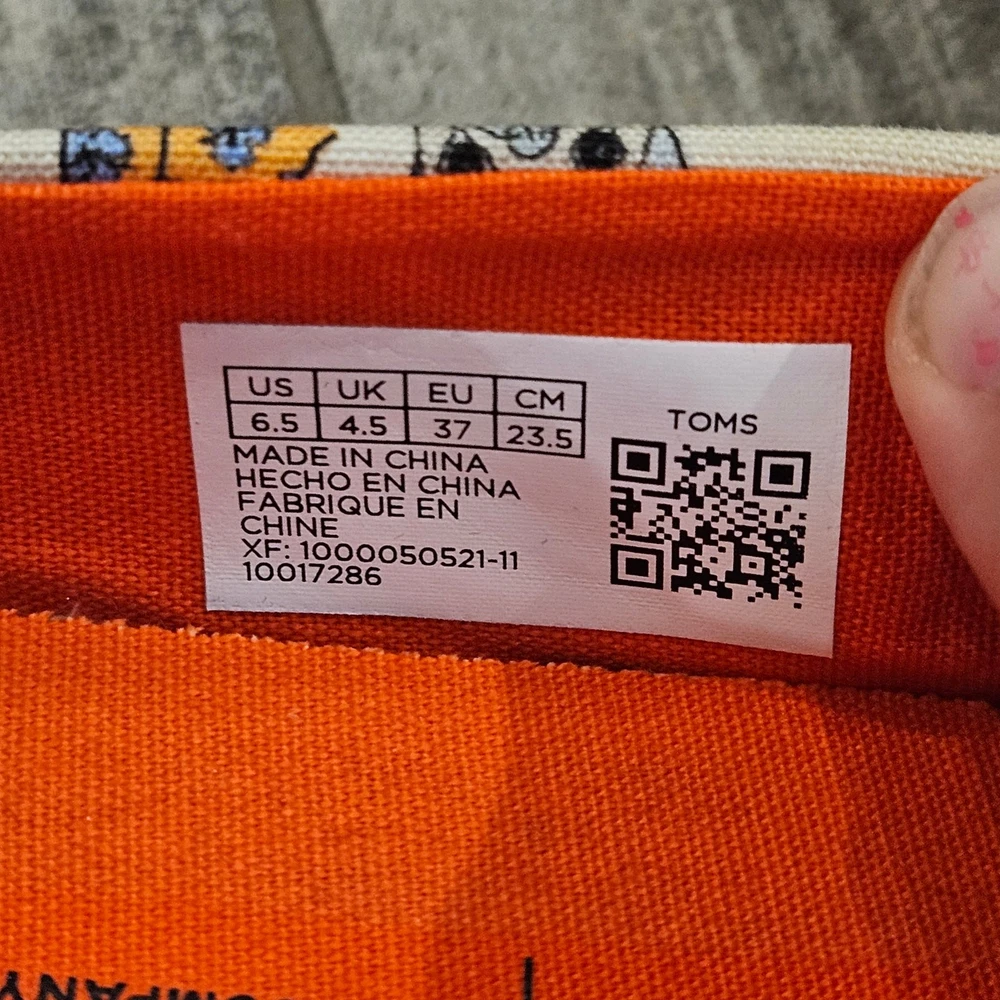 US UK EU CM
6.5 4.5 37 23.5
MADE IN CHINA
HECHO EN CHINA
FABRIQUE EN
CHINE
XF: 1000050521-11
10017286
TOMS